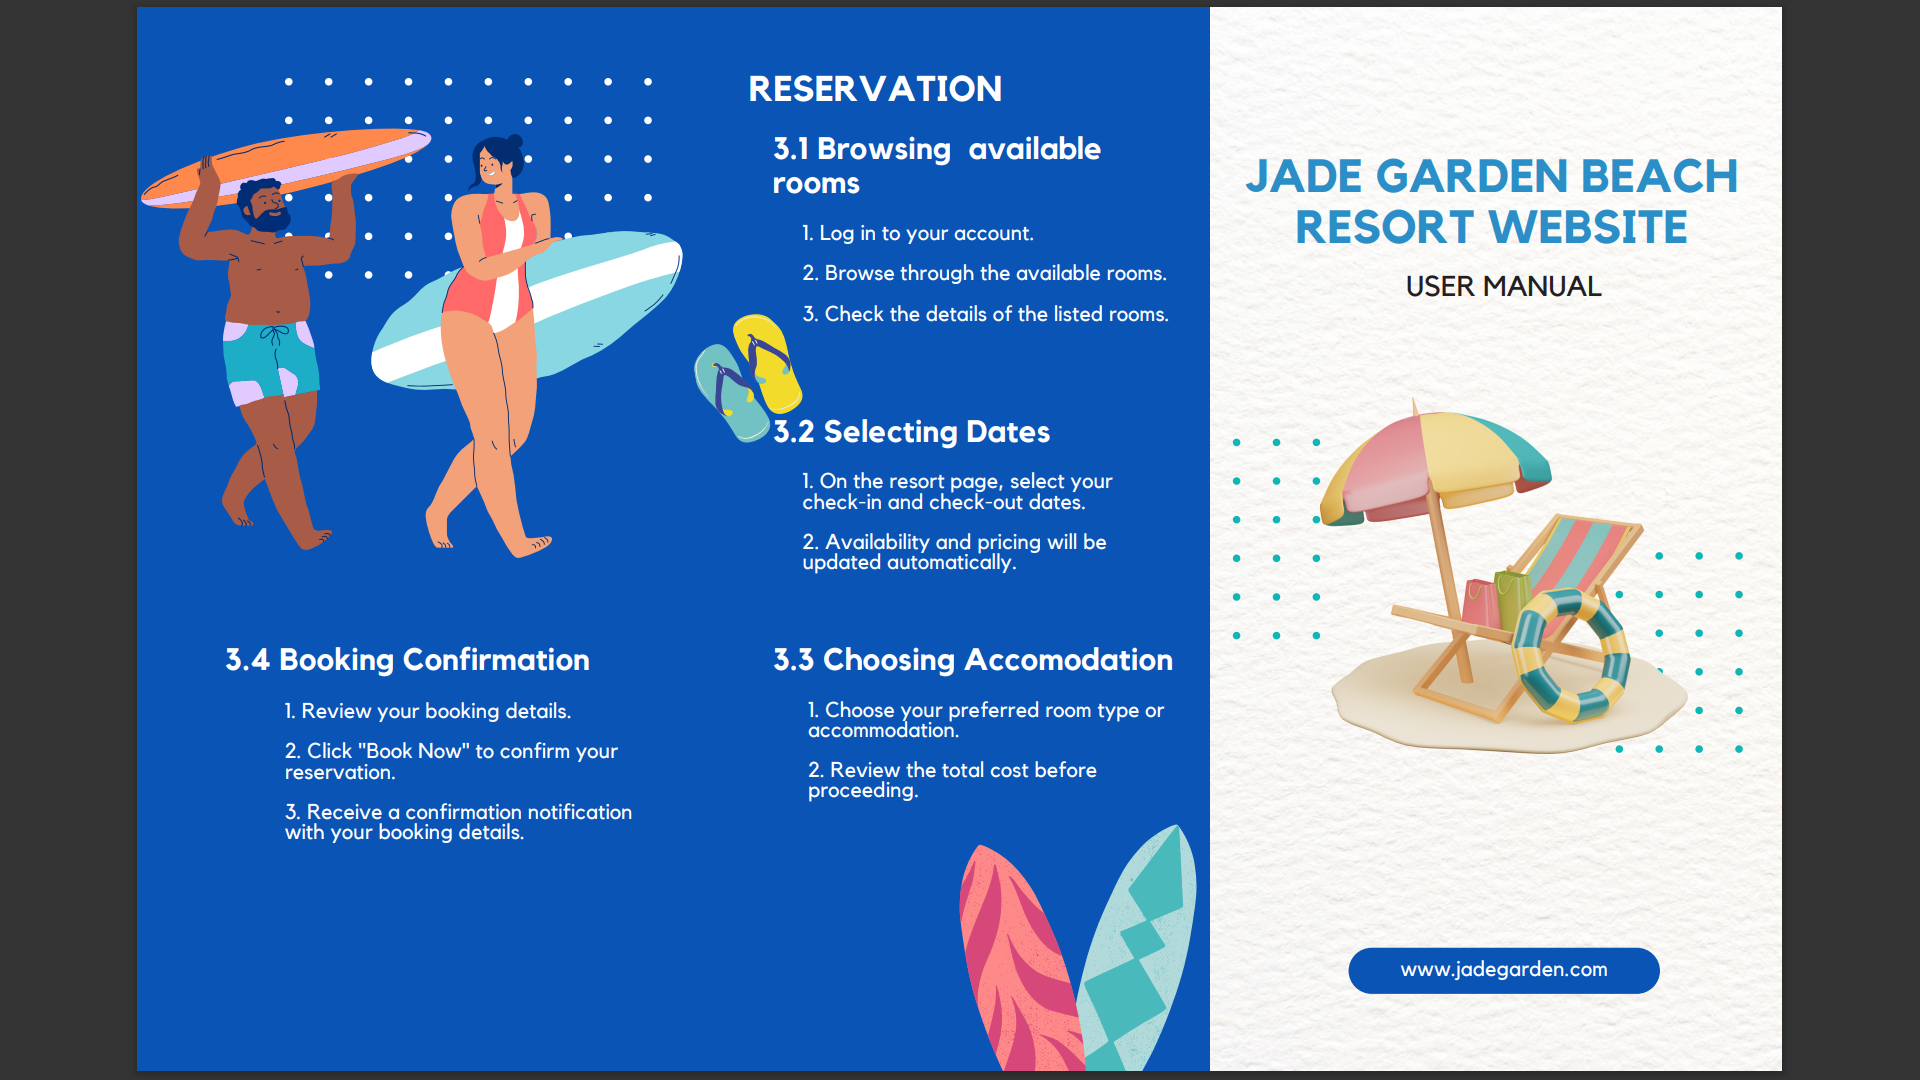 RESERVATION
3.1 Browsing available
rooms
1. Log in to your account.
2. Browse through the available rooms.
3. Check the details of the listed rooms.
3.2 Selecting Dates
1. On the resort page, select your
check-in and check-out dates.
2. Availability and pricing will be
updated automatically.
3.3 Choosing Accomodation
1. Choose your preferred room type or
accommodation.
2. Review the total cost before
proceeding.
3.4 Booking Confirmation
1. Review your booking details.
2. Click "Book Now" to confirm your
reservation.
3. Receive a confirmation notification
with your booking details.
JADE GARDEN BEACH
RESORT WEBSITE
USER MANUAL
www.jadegarden.com